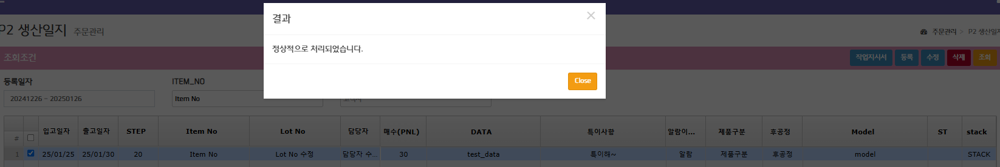 결과 ×
정상적으로 처리되었습니다.
Close
P2 생산일지 주문관리
주문관리 > P2 생산일지
조회조건
작업지시서 등록 수정 삭제 조회
등록일자 ITEM_NO
20241226 - 20250126 Item No 고객사
# 입고일자 출고일자 STEP Item No Lot No 담당자 매수(PNL) DATA 특이사항 알람이... 제품구분 후공정 Model ST stack
1 25/01/25 25/01/30 20 Item No Lot No 수정 담당자 수... 30 test_data 특이해~ 알람 제품구분 후공정 model STACK